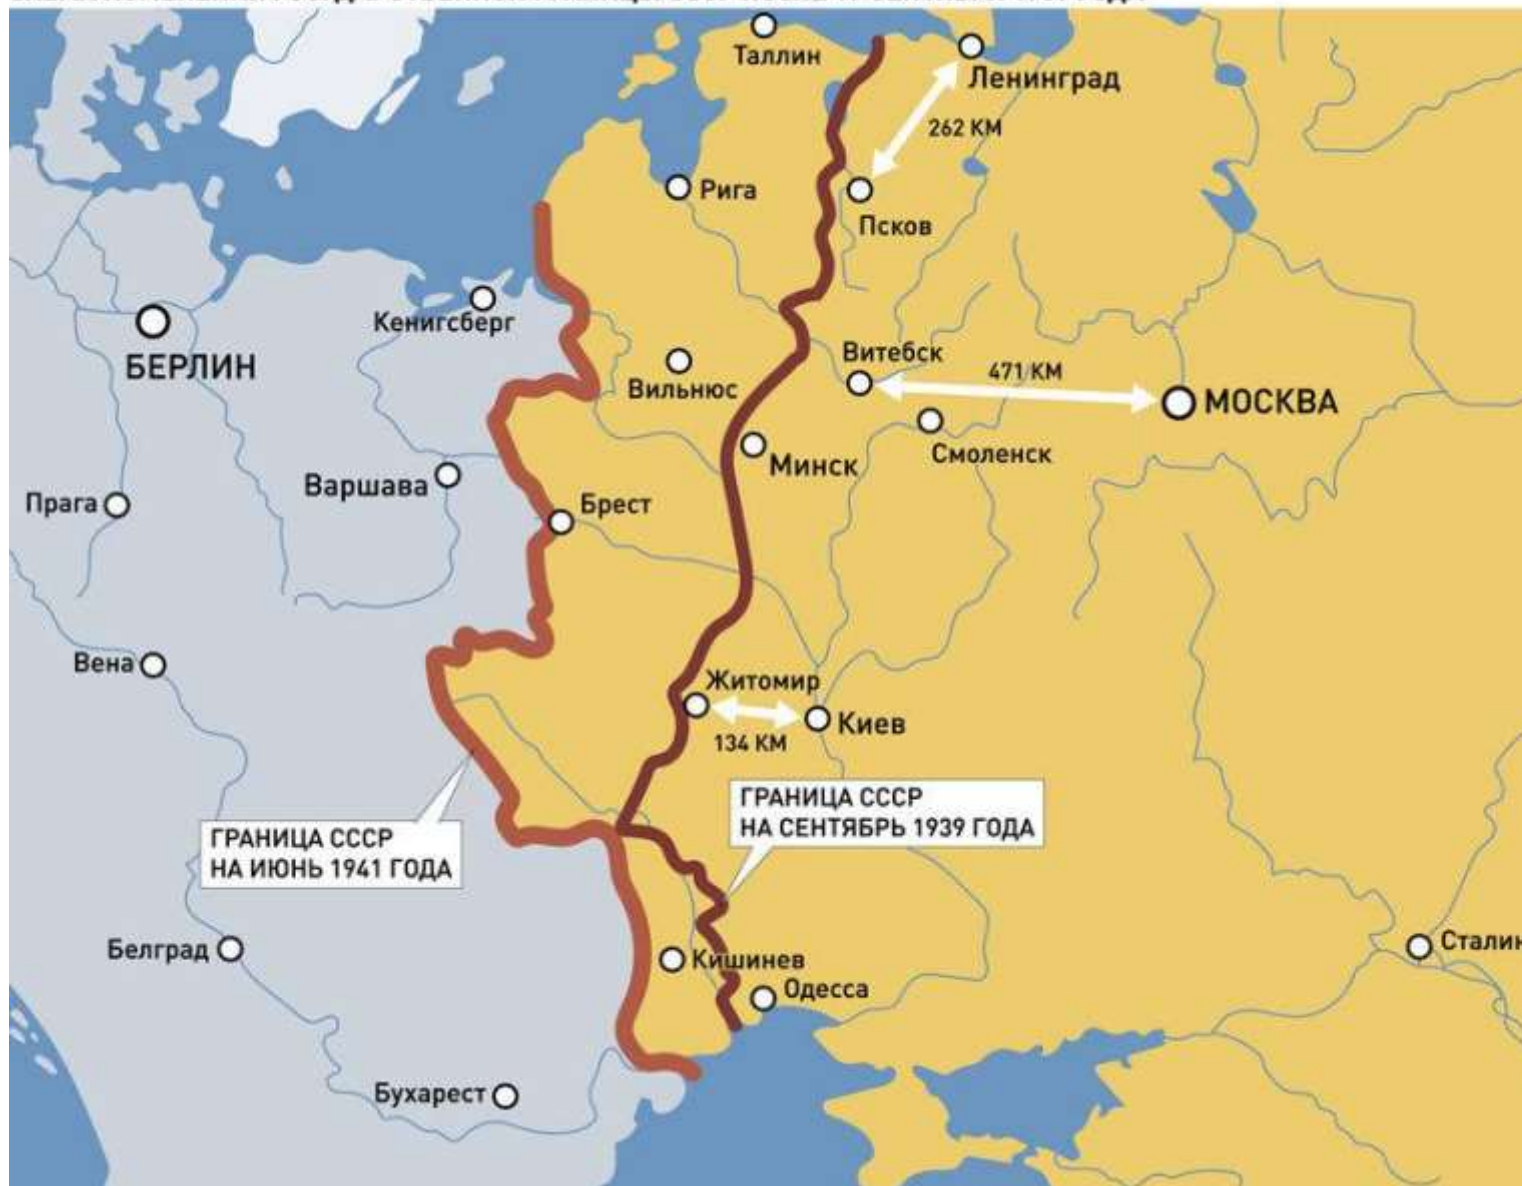 Таллин
Ленинград
262 КМ
Рига
Псков
Кенигсберг
БЕРЛИН
Витебск
471 КМ
Вильнюс
МОСКВА
Минск
Смоленск
Варшава
Прага
Брест
Вена
Житомир
Киев
134 КМ
ГРАНИЦА СССР
НА СЕНТЯБРЬ 1939 ГОДА
ГРАНИЦА СССР
НА ИЮНЬ 1941 ГОДА
Белград
Кишинев
Сталин
Одесса
Бухарест